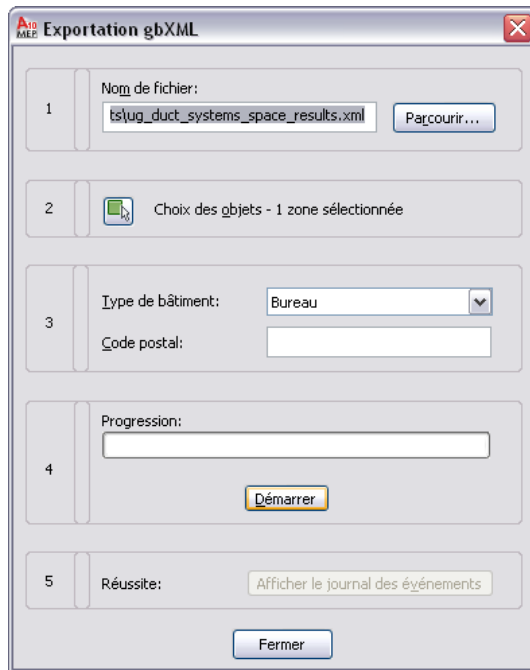 A10
MEP Exportation gbXML
1
Nom de fichier:
ts\ug_duct_systems_space_results.xml
Parcourir...
2
Choix des objets - 1 zone sélectionnée
3
Type de bâtiment:
Bureau
Code postal:
4
Progression:
Démarrer
5
Réussite:
Afficher le journal des événements
Fermer